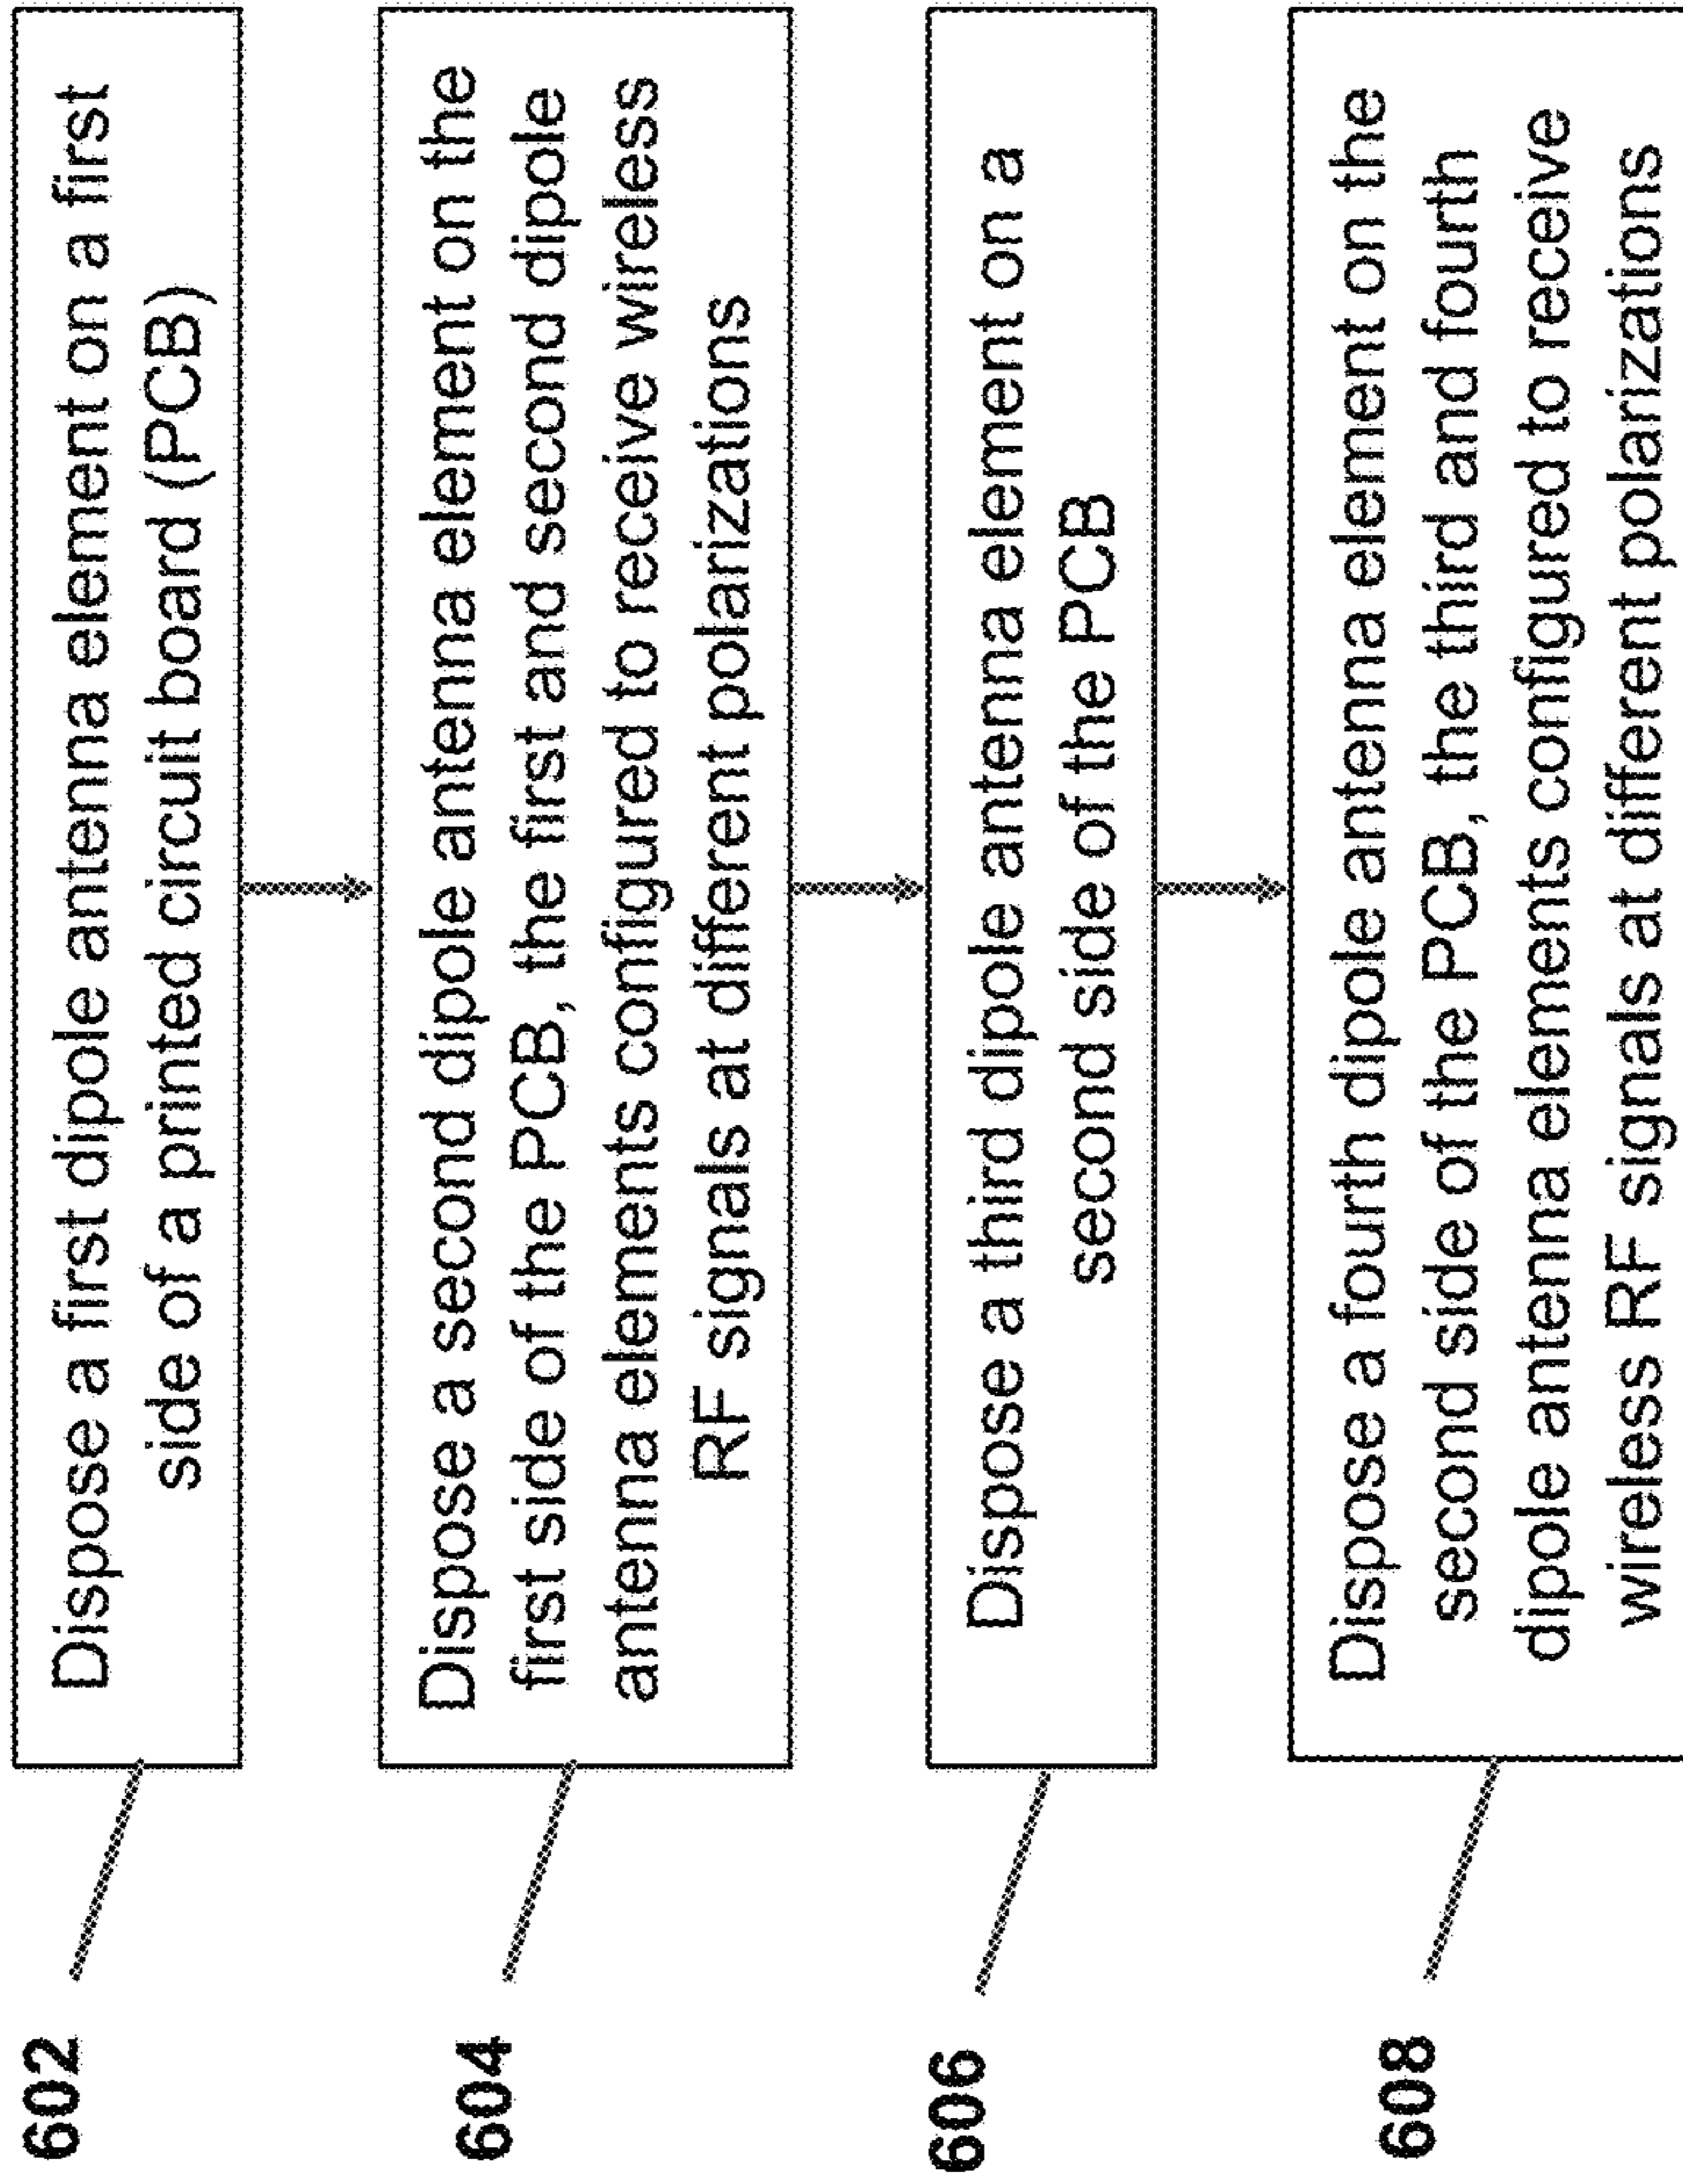 602
Dispose a first dipole antenna element on a first
side of a printed circuit board (PCB)
604
Dispose a second dipole antenna element on the
first side of the PCB, the first and second dipole
antenna elements configured to receive wireless
RF signals at different polarizations
606
Dispose a third dipole antenna element on a
second side of the PCB
608
Dispose a fourth dipole antenna element on the
second side of the PCB, the third and fourth
dipole antenna elements configured to receive
wireless RF signals at different polarizations